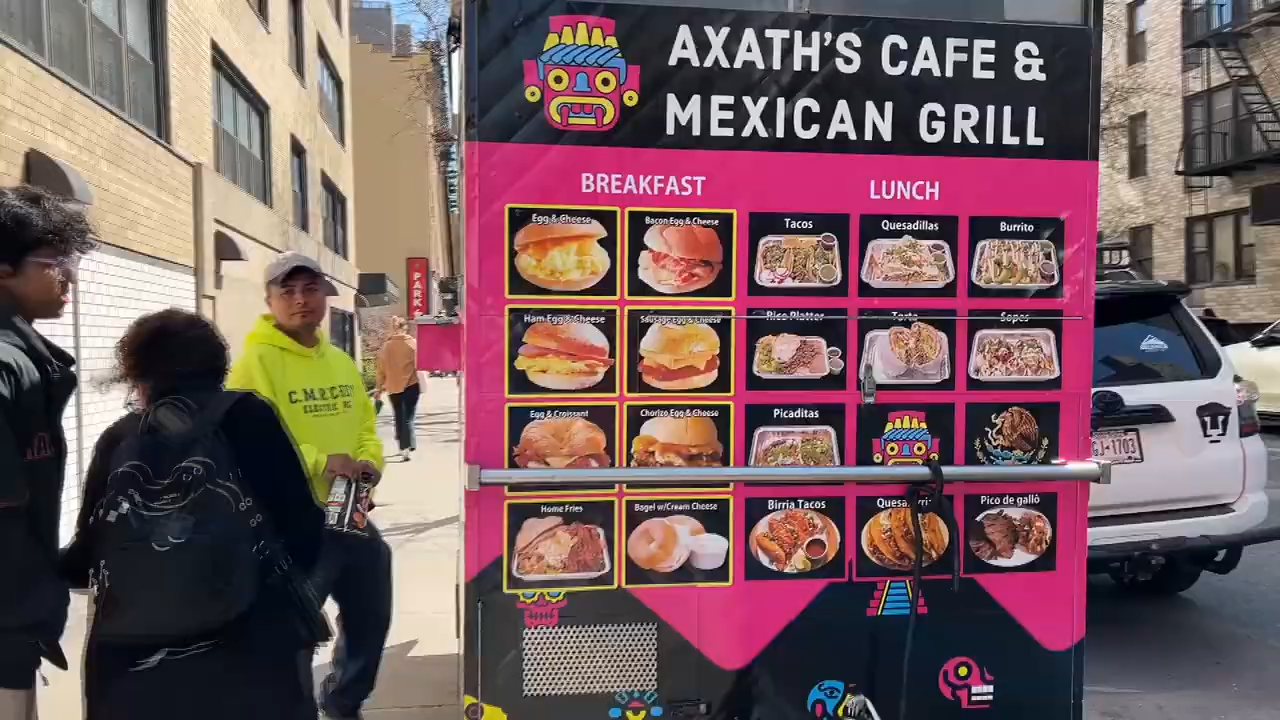 AXATH'S CAFE &
MEXICAN GRILL
BREAKFAST
LUNCH
Egg & Cheese
Bacon Egg & Cheese
Tacos
Quesadillas
Burrito
Ham Egg & Cheese
Sausage Egg & Cheese
Rice Platter
Torta
Sopes
Egg & Croissant
Chorizo Egg & Cheese
Picaditas
Home Fries
Bagel w/Cream Cheese
Birria Tacos
Pico de gallo
PARK
ELECTRIC